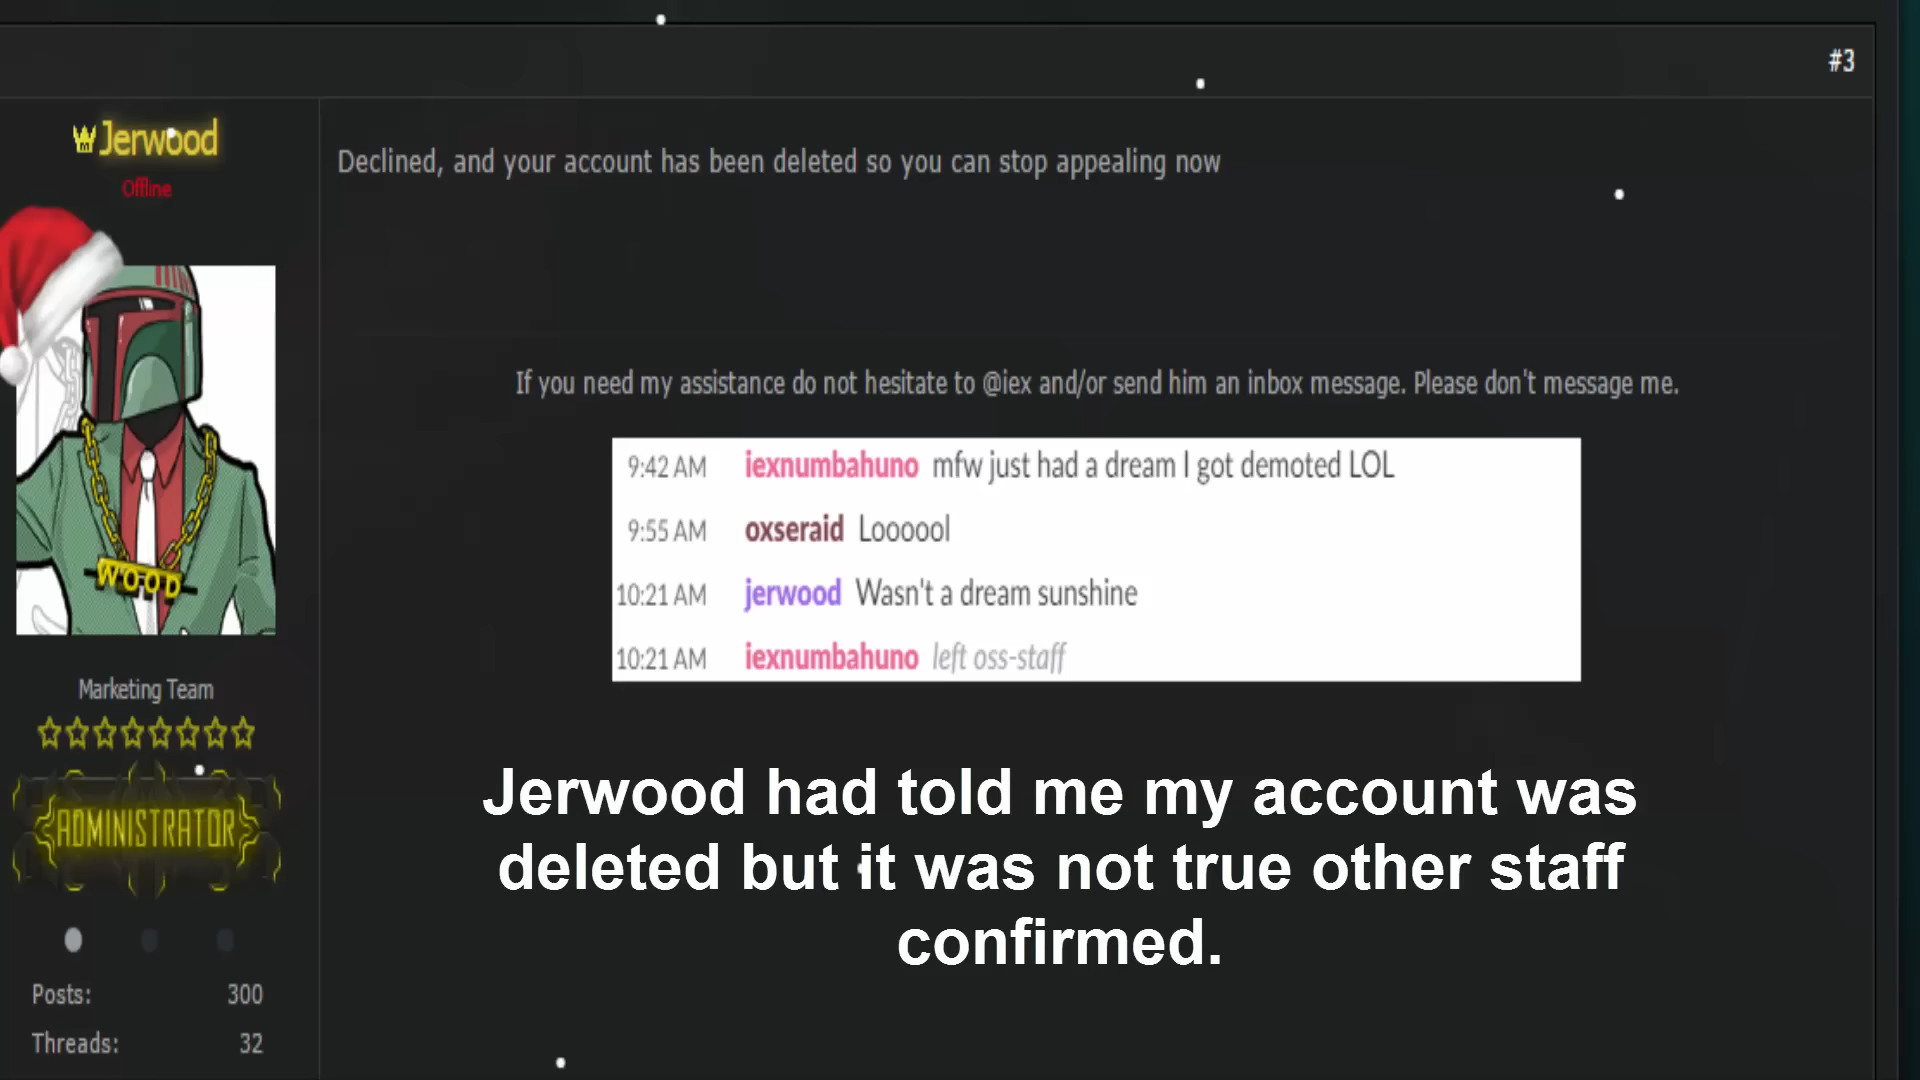 #3
Jerwood
Offline
Declined, and your account has been deleted so you can stop appealing now
If you need my assistance do not hesitate to @iex and/or send him an inbox message. Please don't message me.
9:42 AM iexnumbahuno mfw just had a dream I got demoted LOL
9:55 AM oxseraid Loooool
10:21 AM jerwood Wasn't a dream sunshine
10:21 AM iexnumbahuno left oss-staff
WOOD
Marketing Team
ADMINISTRATOR
Posts: 300
Threads: 32
Jerwood had told me my account was
deleted but it was not true other staff
confirmed.